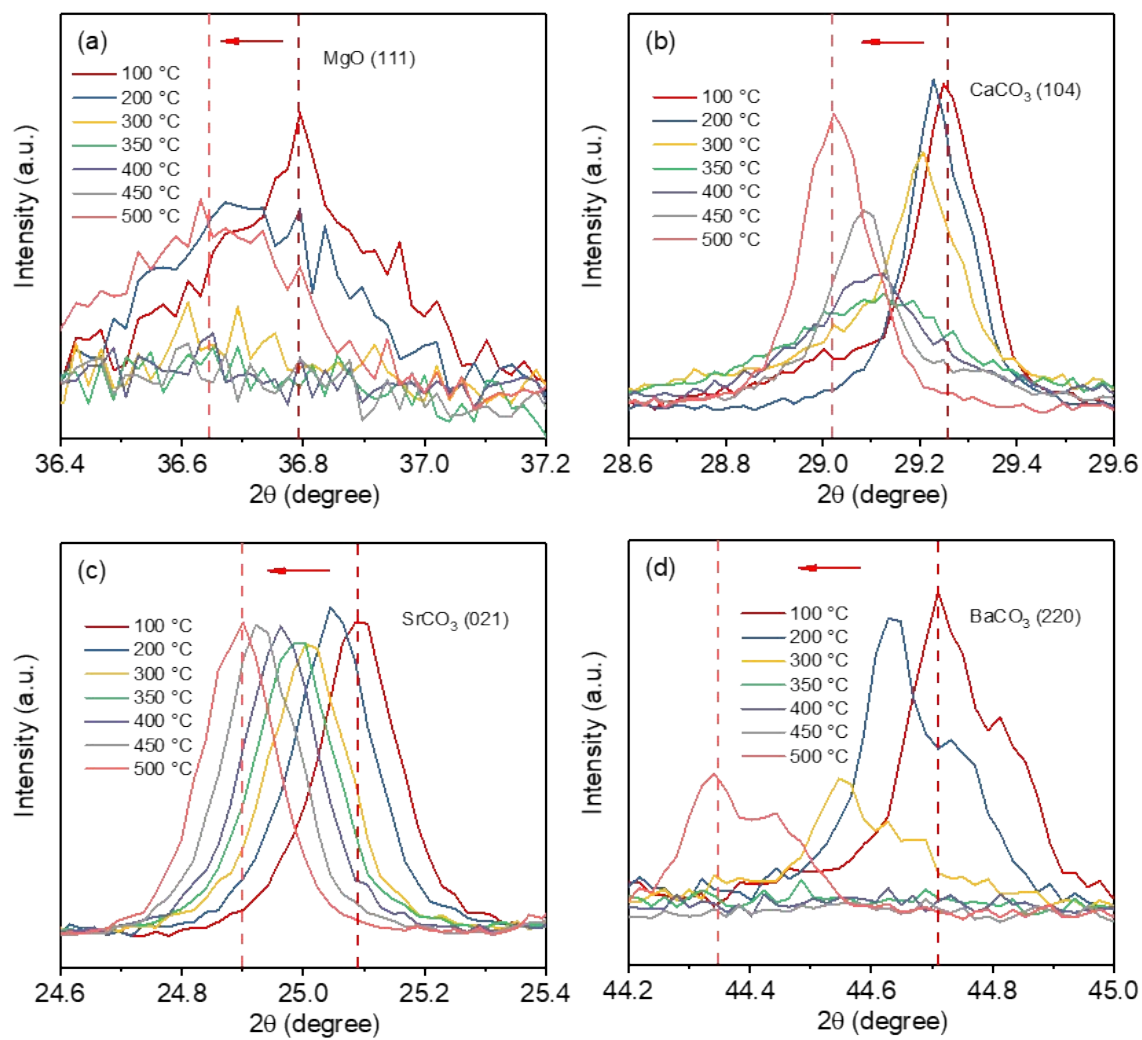 (a)
MgO (111)
100 °C
200 °C
300 °C
350 °C
400 °C
450 °C
500 °C
Intensity (a.u.)
36.4 36.6 36.8 37.0 37.2
2θ (degree)
(b)
CaCO₃ (104)
100 °C
200 °C
300 °C
350 °C
400 °C
450 °C
500 °C
Intensity (a.u.)
28.6 28.8 29.0 29.2 29.4 29.6
2θ (degree)
(c)
SrCO₃ (021)
100 °C
200 °C
300 °C
350 °C
400 °C
450 °C
500 °C
Intensity (a.u.)
24.6 24.8 25.0 25.2 25.4
2θ (degree)
(d)
BaCO₃ (220)
100 °C
200 °C
300 °C
350 °C
400 °C
450 °C
500 °C
Intensity (a.u.)
44.2 44.4 44.6 44.8 45.0
2θ (degree)